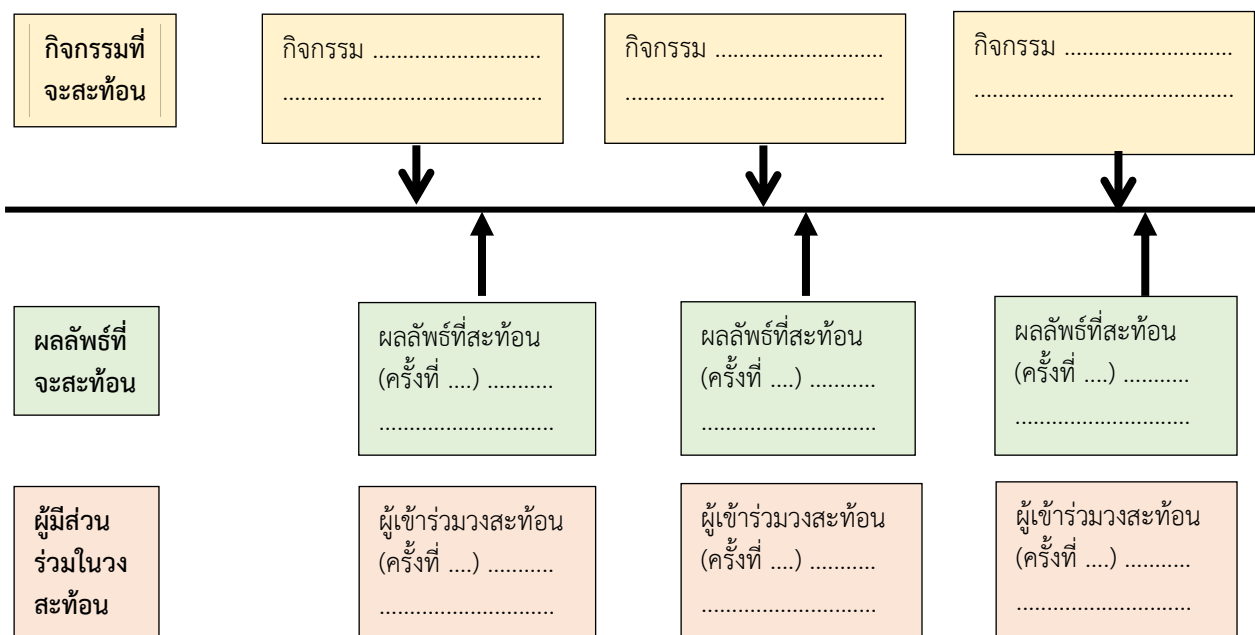 กิจกรรมที่
จะสะท้อน
กิจกรรม ............................
...........................................
กิจกรรม ............................
...........................................
กิจกรรม ............................
...........................................
ผลลัพธ์ที่
จะสะท้อน
ผลลัพธ์ที่สะท้อน
(ครั้งที่ ....) ...........
.............................
ผลลัพธ์ที่สะท้อน
(ครั้งที่ ....) ...........
.............................
ผลลัพธ์ที่สะท้อน
(ครั้งที่ ....) ...........
.............................
ผู้มีส่วน
ร่วมในวง
สะท้อน
ผู้เข้าร่วมวงสะท้อน
(ครั้งที่ ....) ...........
.............................
ผู้เข้าร่วมวงสะท้อน
(ครั้งที่ ....) ...........
.............................
ผู้เข้าร่วมวงสะท้อน
(ครั้งที่ ....) ...........
.............................